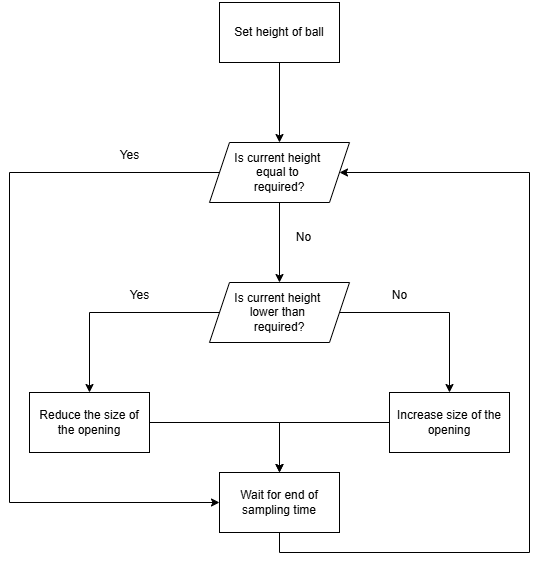 Set height of ball
Yes
Is current height
equal to
required?
No
Yes
Is current height
lower than
required?
No
Reduce the size of
the opening
Increase size of the
opening
Wait for end of
sampling time